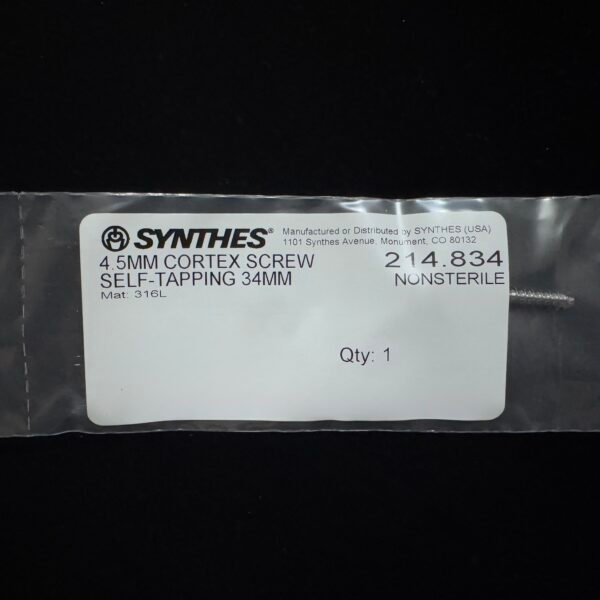 SYNTHES®
Manufactured or Distributed by SYNTHES (USA)
1101 Synthes Avenue, Monument, CO 80132
4.5MM CORTEX SCREW
214.834
SELF-TAPPING 34MM
NONSTERILE
Mat: 316L
Qty: 1